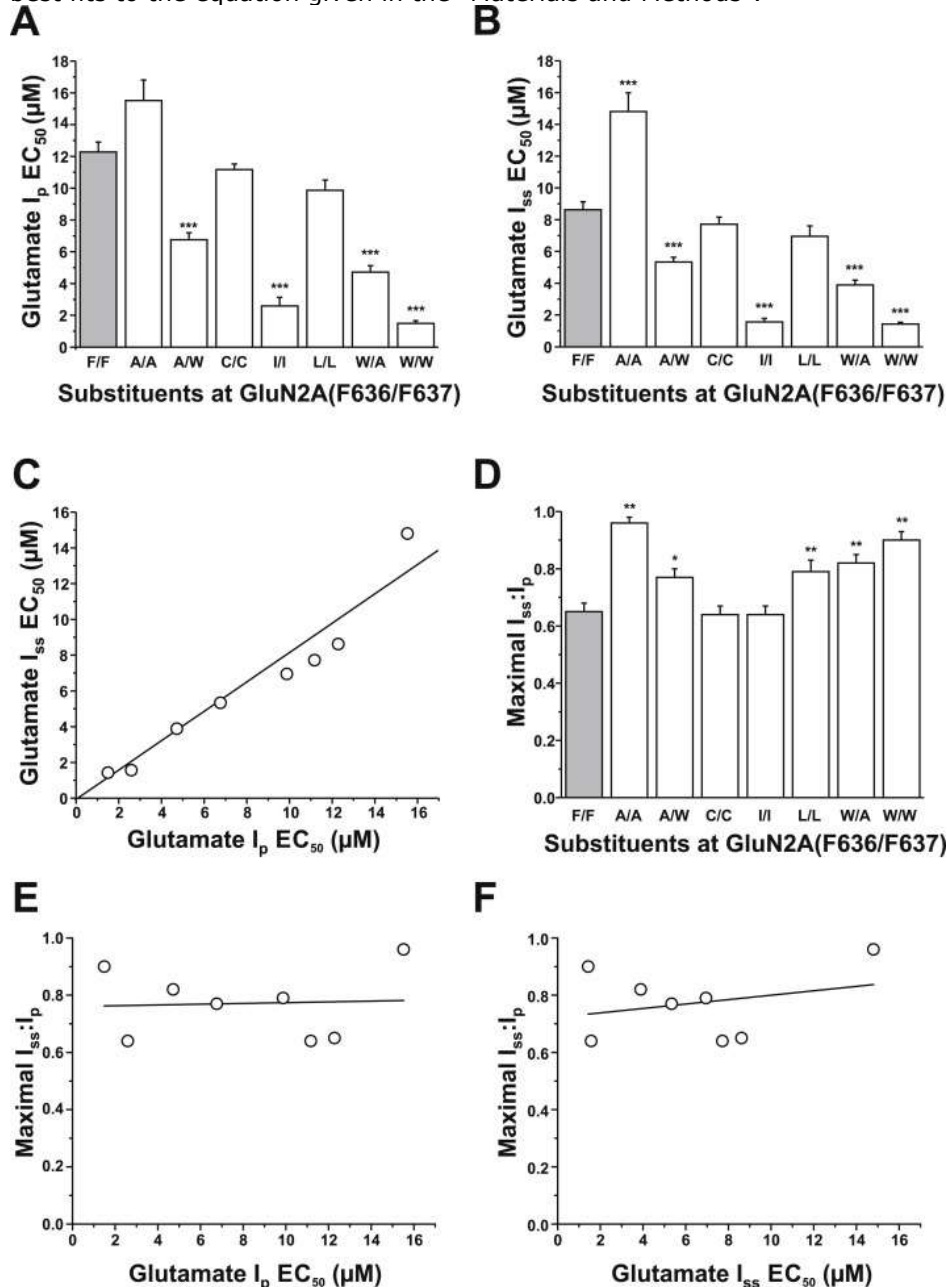 best fits to the equation given in the "Materials and Methods".
A
18
16
14
12
10
8
6
4
2
0
Glutamate Ip EC50 (µM)
***
***
***
***
F/F A/A A/W C/C I/I L/L W/A W/W
Substituents at GluN2A(F636/F637)
B
18
16
14
12
10
8
6
4
2
0
Glutamate Iss EC50 (µM)
***
***
***
***
***
F/F A/A A/W C/C I/I L/L W/A W/W
Substituents at GluN2A(F636/F637)
C
16
14
12
10
8
6
4
2
0
Glutamate Iss EC50 (µM)
0 2 4 6 8 10 12 14 16
Glutamate Ip EC50 (µM)
D
1.0
0.8
0.6
0.4
0.2
0.0
Maximal Iss:Ip
**
*
**
**
**
F/F A/A A/W C/C I/I L/L W/A W/W
Substituents at GluN2A(F636/F637)
E
1.0
0.8
0.6
0.4
0.2
0.0
Maximal Iss:Ip
0 2 4 6 8 10 12 14 16
Glutamate Ip EC50 (µM)
F
1.0
0.8
0.6
0.4
0.2
0.0
Maximal Iss:Ip
0 2 4 6 8 10 12 14 16
Glutamate Iss EC50 (µM)